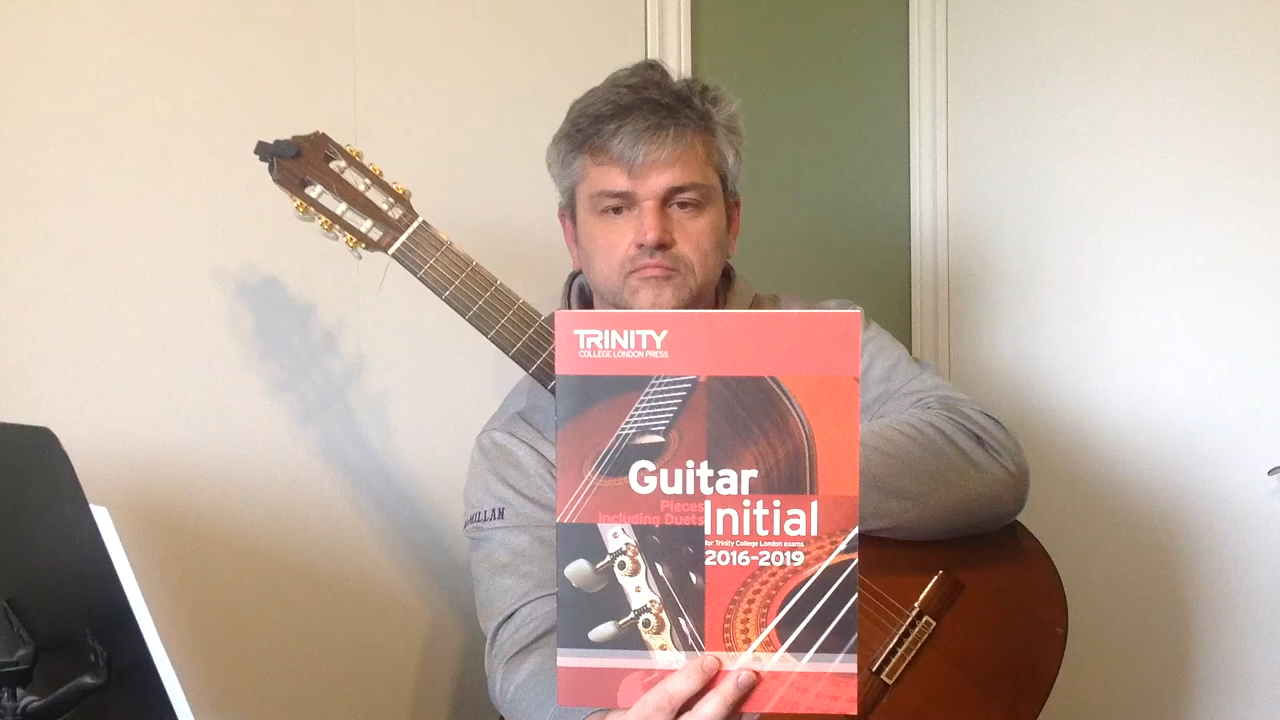 TRINITY
COLLEGE LONDON PRESS
Guitar
Pieces
including Duets
Initial
for Trinity College London exams
2016–2019